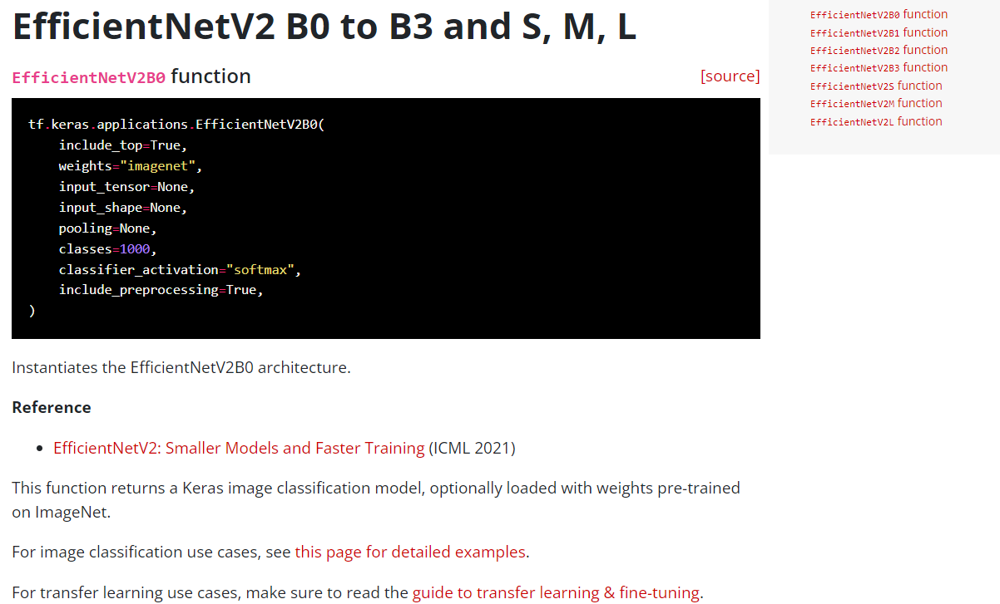 EfficientNetV2 B0 to B3 and S, M, L
EfficientNetV2B0 function
[source]
tf.keras.applications.EfficientNetV2B0(
    include_top=True,
    weights="imagenet",
    input_tensor=None,
    input_shape=None,
    pooling=None,
    classes=1000,
    classifier_activation="softmax",
    include_preprocessing=True,
)
Instantiates the EfficientNetV2B0 architecture.
Reference
• EfficientNetV2: Smaller Models and Faster Training (ICML 2021)
This function returns a Keras image classification model, optionally loaded with weights pre-trained
on ImageNet.
For image classification use cases, see this page for detailed examples.
For transfer learning use cases, make sure to read the guide to transfer learning & fine-tuning.
EfficientNetV2B0 function
EfficientNetV2B1 function
EfficientNetV2B2 function
EfficientNetV2B3 function
EfficientNetV2S function
EfficientNetV2M function
EfficientNetV2L function